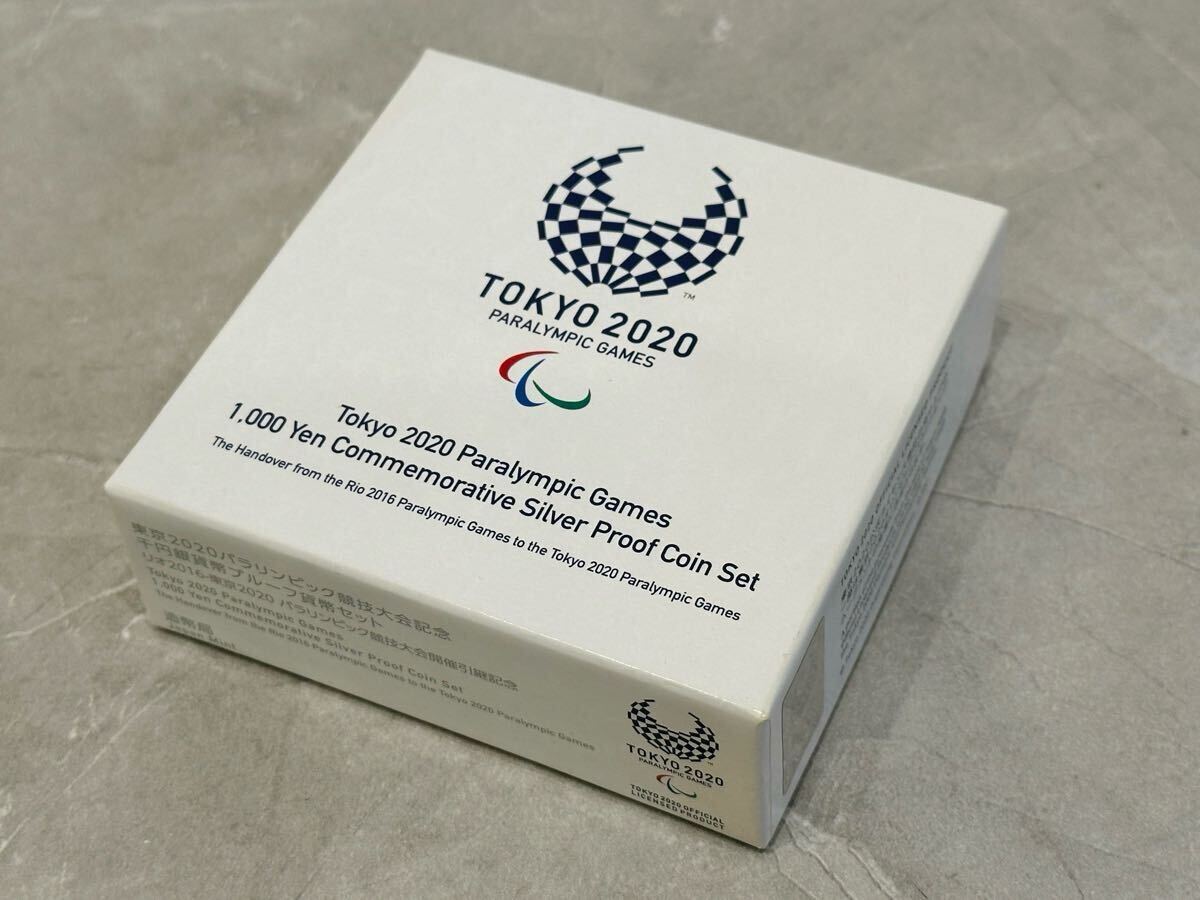 TM
TOKYO 2020
PARALYMPIC GAMES
Tokyo 2020 Paralympic Games
1,000 Yen Commemorative Silver Proof Coin Set
The Handover from the Rio 2016 Paralympic Games to the Tokyo 2020 Paralympic Games
東京2020パラリンピック競技大会記念
千円銀貨幣プルーフ貨幣セット
リオ2016-東京2020 パラリンピック競技大会開催引継記念
Tokyo 2020 Paralympic Games
1,000 Yen Commemorative Silver Proof Coin Set
The Handover from the Rio 2016 Paralympic Games to the Tokyo 2020 Paralympic Games
造幣局
Japan Mint
TOKYO 2020
PARALYMPIC GAMES
TOKYO 2020 OFFICIAL
LICENSED PRODUCT